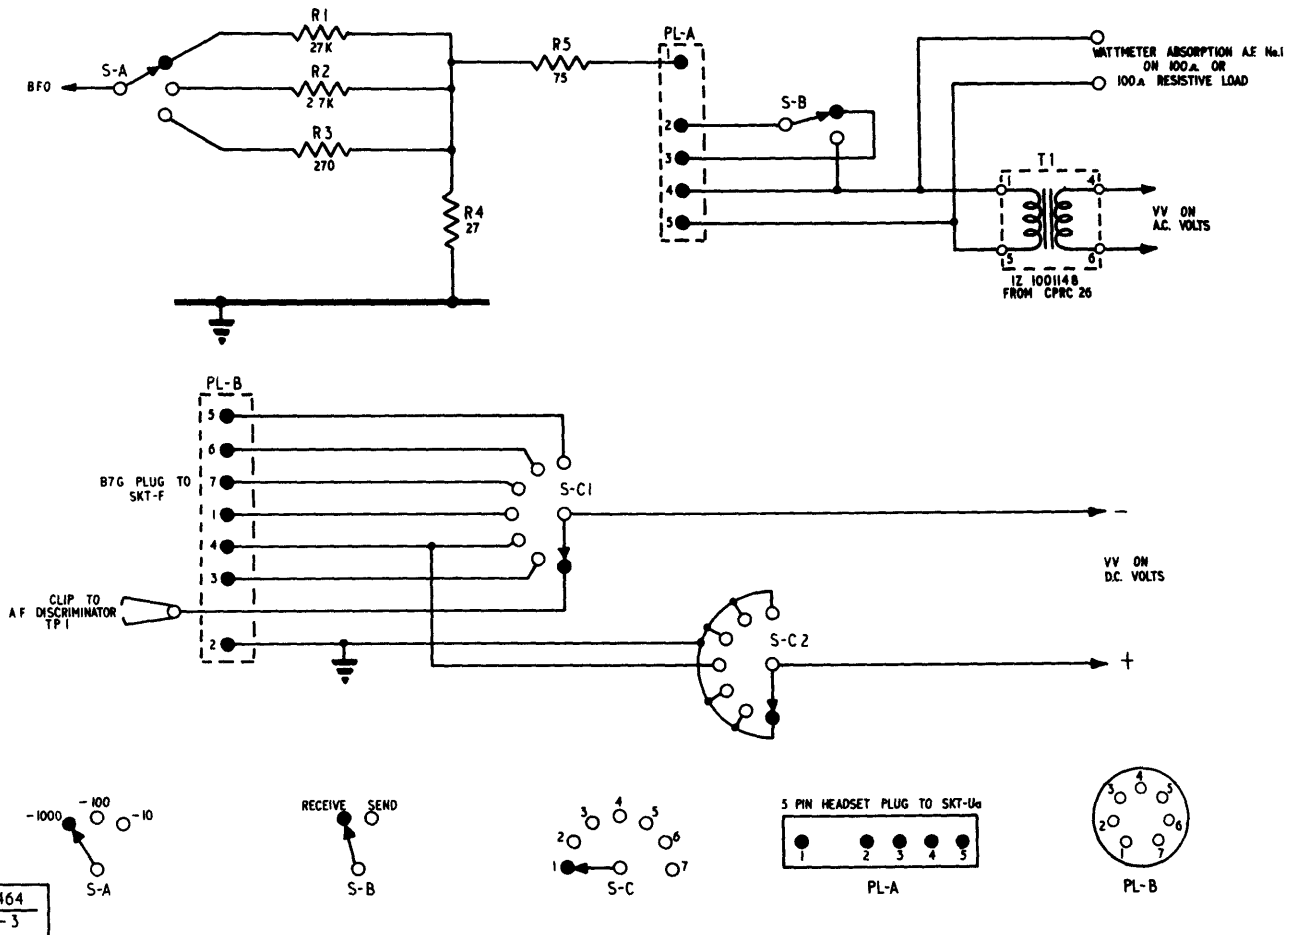 R1
27K
S-A
BFO
R2
2 7K
R3
270
R4
27
R5
75
PL-A
1
2
3
4
5
S-B
WATTMETER ABSORPTION A.E No.1
ON 100Ω OR
100Ω RESISTIVE LOAD
T1
1
4
5
6
VV ON
A.C. VOLTS
1Z 1001148
FROM CPRC 26
PL-B
5
6
7
1
4
3
2
B7G PLUG TO
SKT-F
CLIP TO
A F DISCRIMINATOR
TP 1
S-C1
-
VV ON
D.C. VOLTS
S-C2
+
-1000
-100
-10
S-A
RECEIVE SEND
S-B
1
2
3
4
5
6
7
S-C
5 PIN HEADSET PLUG TO SKT-Ua
1 2 3 4 5
PL-A
1
2
3
4
5
6
7
PL-B
464
- 3